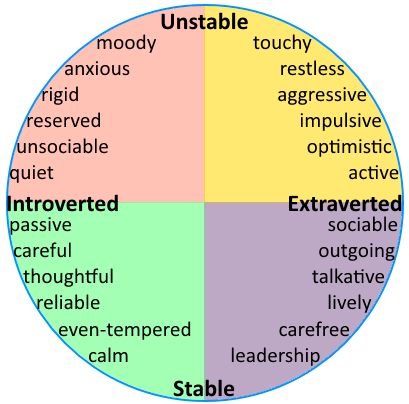 Unstable
moody touchy
anxious restless
rigid aggressive
reserved impulsive
unsociable optimistic
quiet active
Introverted Extraverted
passive sociable
careful outgoing
thoughtful talkative
reliable lively
even-tempered carefree
calm leadership
Stable